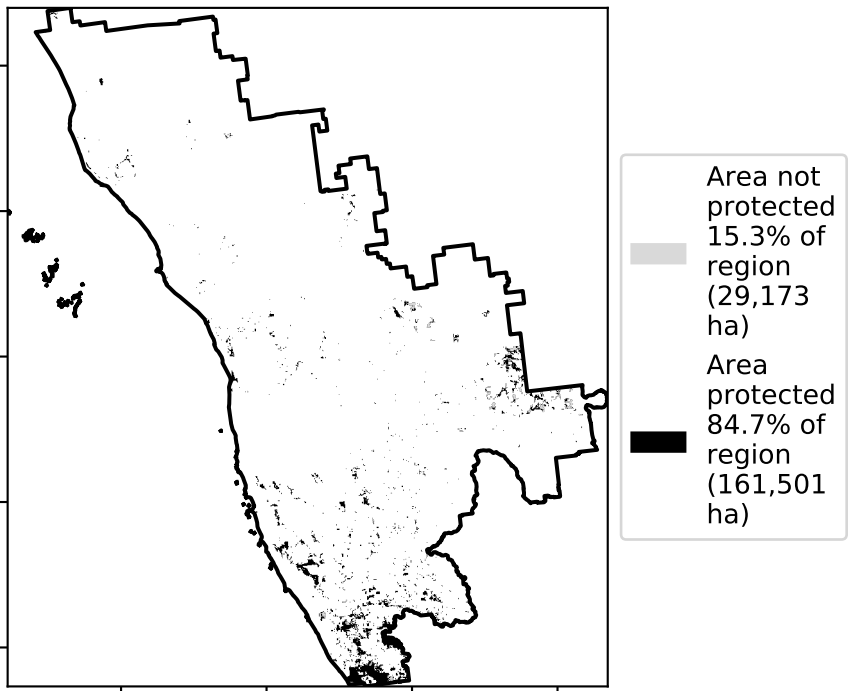 Area not
protected
15.3% of
region
(29,173
ha)
Area
protected
84.7% of
region
(161,501
ha)